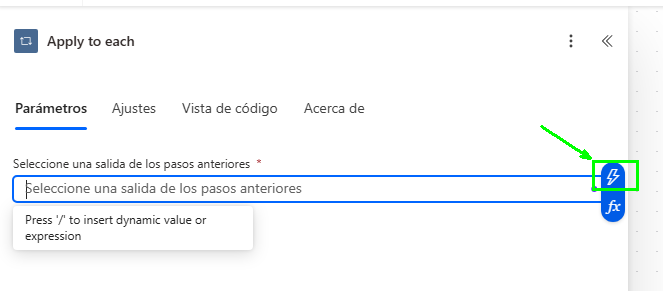 Apply to each
Parámetros Ajustes Vista de código Acerca de
Seleccione una salida de los pasos anteriores *
Seleccione una salida de los pasos anteriores
fx
Press '/' to insert dynamic value or
expression